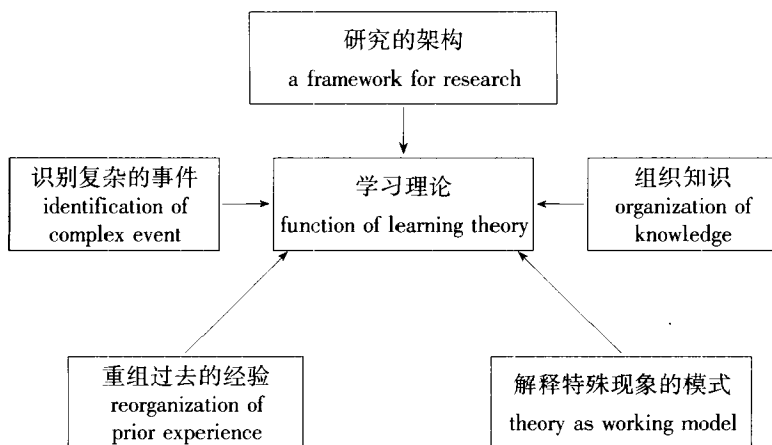 研究的架构
a framework for research
识别复杂的事件
identification of
complex event
学习理论
function of learning theory
组织知识
organization of
knowledge
重组过去的经验
reorganization of
prior experience
解释特殊现象的模式
theory as working model